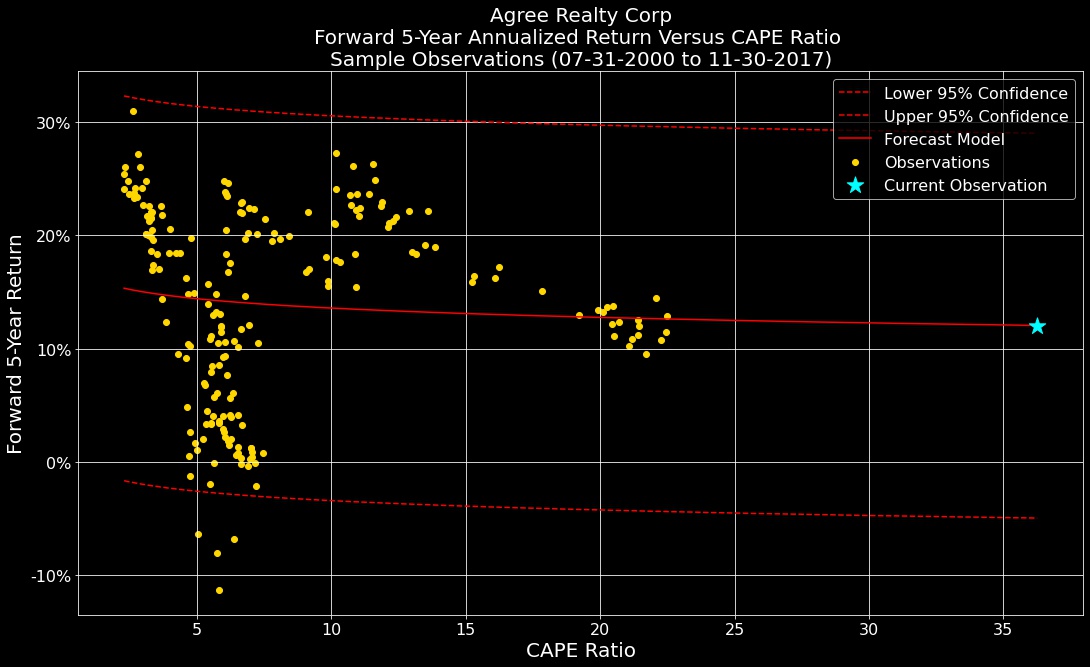 Agree Realty Corp
Forward 5-Year Annualized Return Versus CAPE Ratio
Sample Observations (07-31-2000 to 11-30-2017)
Lower 95% Confidence
Upper 95% Confidence
Forecast Model
Observations
Current Observation
Forward 5-Year Return
30%
20%
10%
0%
-10%
5
10
15
20
25
30
35
CAPE Ratio